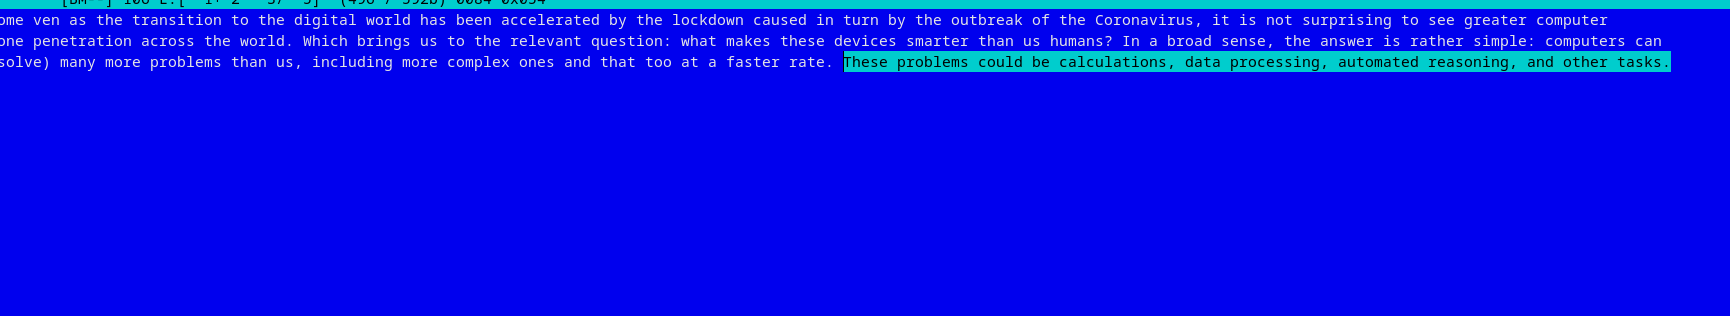 ome ven as the transition to the digital world has been accelerated by the lockdown caused in turn by the outbreak of the Coronavirus, it is not surprising to see greater computer
one penetration across the world. Which brings us to the relevant question: what makes these devices smarter than us humans? In a broad sense, the answer is rather simple: computers can
solve) many more problems than us, including more complex ones and that too at a faster rate. These problems could be calculations, data processing, automated reasoning, and other tasks.